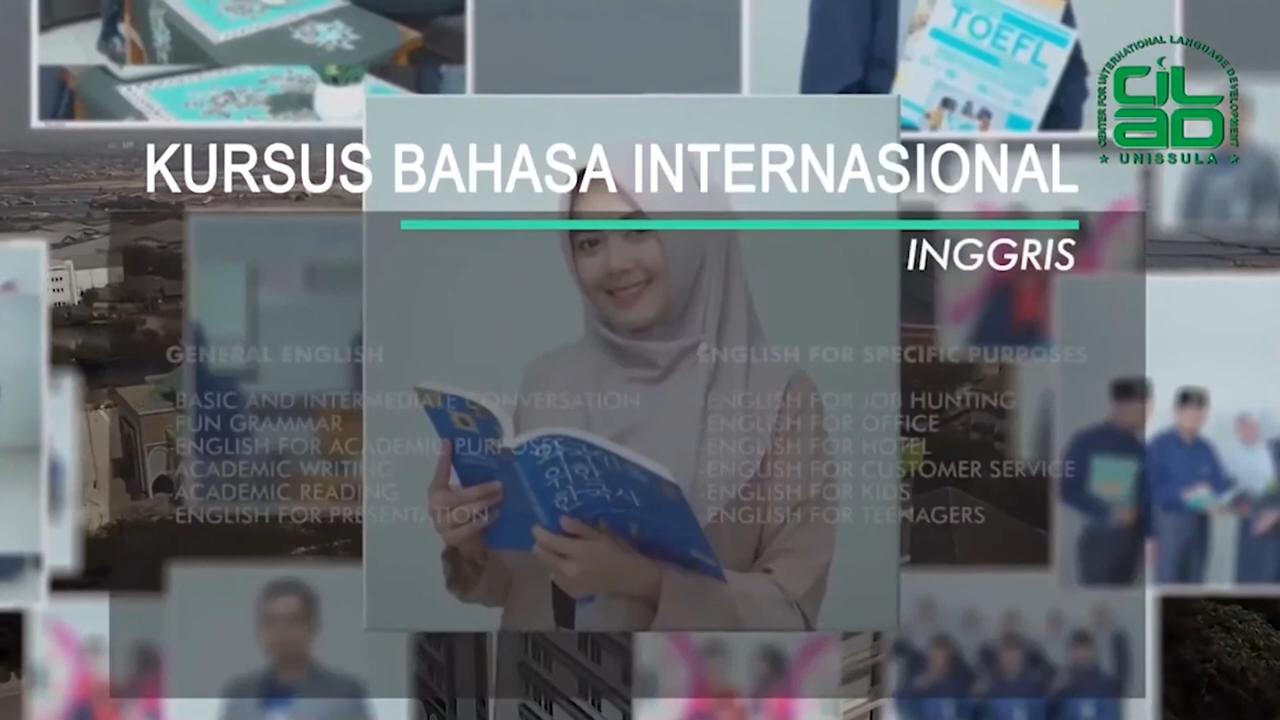 TOEFL
CENTER FOR INTERNATIONAL LANGUAGE DEVELOPMENT
CILAD
★ UNISSULA ★
KURSUS BAHASA INTERNASIONAL
INGGRIS
GENERAL ENGLISH
-BASIC AND INTERMEDIATE CONVERSATION
-FUN GRAMMAR
-ENGLISH FOR ACADEMIC PURPOSES
-ACADEMIC WRITING
-ACADEMIC READING
-ENGLISH FOR PRESENTATION
ENGLISH FOR SPECIFIC PURPOSES
-ENGLISH FOR JOB HUNTING
-ENGLISH FOR OFFICE
-ENGLISH FOR HOTEL
-ENGLISH FOR CUSTOMER SERVICE
-ENGLISH FOR KIDS
-ENGLISH FOR TEENAGERS